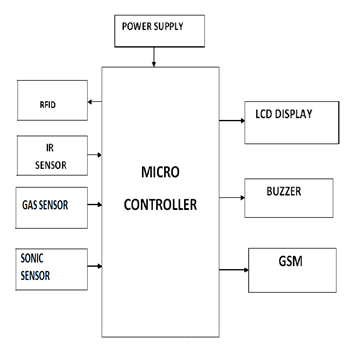 POWER SUPPLY
RFID
IR
SENSOR
GAS SENSOR
SONIC
SENSOR
MICRO
CONTROLLER
LCD DISPLAY
BUZZER
GSM